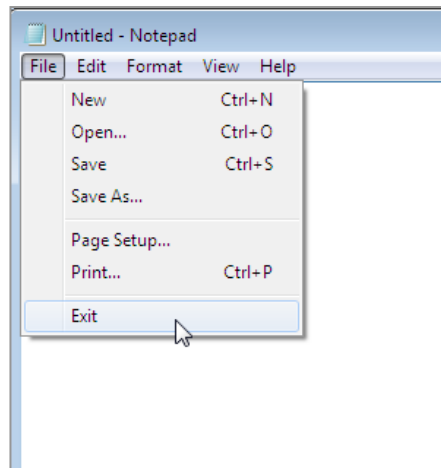 Untitled - Notepad
File Edit Format View Help
New Ctrl+N
Open... Ctrl+O
Save Ctrl+S
Save As...
Page Setup...
Print... Ctrl+P
Exit